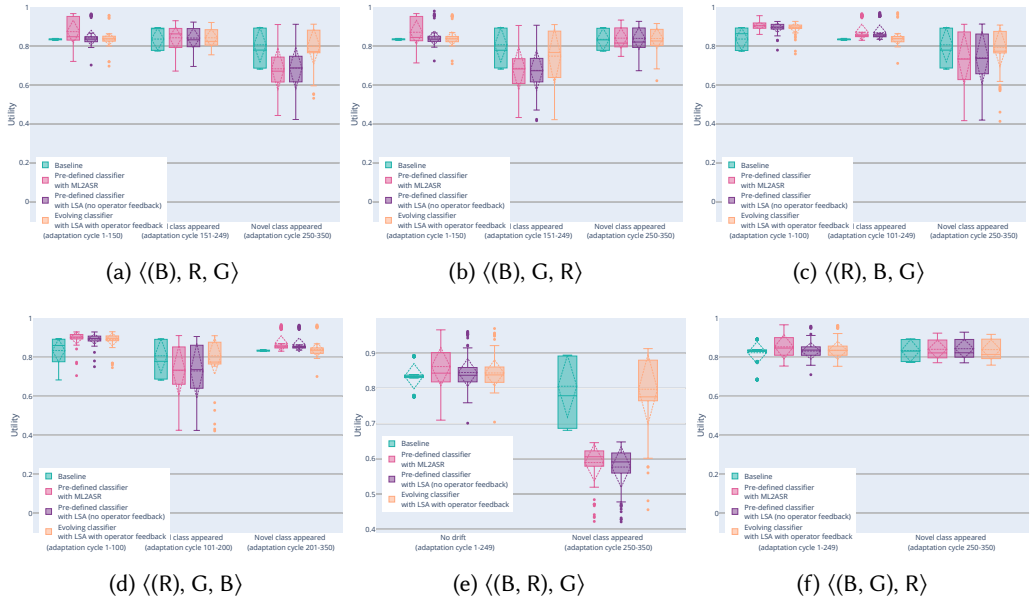 1
0.8
0.6
0.4
0.2
0
Utility
Baseline
Pre-defined classifier
with ML2ASR
Pre-defined classifier
with LSA (no operator feedback)
Evolving classifier
with LSA with operator feedback
(adaptation cycle 1-150)
l class appeared
(adaptation cycle 151-249)
Novel class appeared
(adaptation cycle 250-350)
(a) ⟨(B), R, G⟩
1
0.8
0.6
0.4
0.2
0
Utility
Baseline
Pre-defined classifier
with ML2ASR
Pre-defined classifier
with LSA (no operator feedback)
Evolving classifier
with LSA with operator feedback
(adaptation cycle 1-150)
l class appeared
(adaptation cycle 151-249)
Novel class appeared
(adaptation cycle 250-350)
(b) ⟨(B), G, R⟩
1
0.8
0.6
0.4
0.2
0
Utility
Baseline
Pre-defined classifier
with ML2ASR
Pre-defined classifier
with LSA (no operator feedback)
Evolving classifier
with LSA with operator feedback
(adaptation cycle 1-100)
l class appeared
(adaptation cycle 101-249)
Novel class appeared
(adaptation cycle 250-350)
(c) ⟨(R), B, G⟩
1
0.8
0.6
0.4
0.2
0
Utility
Baseline
Pre-defined classifier
with ML2ASR
Pre-defined classifier
with LSA (no operator feedback)
Evolving classifier
with LSA with operator feedback
(adaptation cycle 1-100)
l class appeared
(adaptation cycle 101-200)
Novel class appeared
(adaptation cycle 201-350)
(d) ⟨(R), G, B⟩
0.9
0.8
0.7
0.6
0.5
0.4
Utility
Baseline
Pre-defined classifier
with ML2ASR
Pre-defined classifier
with LSA (no operator feedback)
Evolving classifier
with LSA with operator feedback
No drift
(adaptation cycle 1-249)
Novel class appeared
(adaptation cycle 250-350)
(e) ⟨(B, R), G⟩
1
0.8
0.6
0.4
0.2
0
Utility
Baseline
Pre-defined classifier
with ML2ASR
Pre-defined classifier
with LSA (no operator feedback)
Evolving classifier
with LSA with operator feedback
(adaptation cycle 1-249)
Novel class appeared
(adaptation cycle 250-350)
(f) ⟨(B, G), R⟩